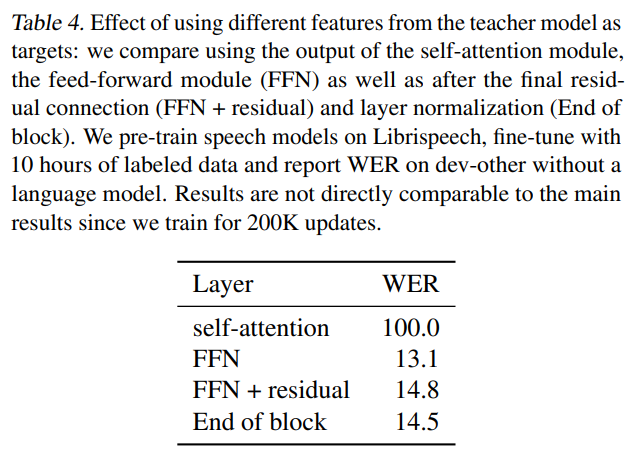 Table 4. Effect of using different features from the teacher model as
targets: we compare using the output of the self-attention module,
the feed-forward module (FFN) as well as after the final resid-
ual connection (FFN + residual) and layer normalization (End of
block). We pre-train speech models on Librispeech, fine-tune with
10 hours of labeled data and report WER on dev-other without a
language model. Results are not directly comparable to the main
results since we train for 200K updates.
Layer WER
self-attention 100.0
FFN 13.1
FFN + residual 14.8
End of block 14.5